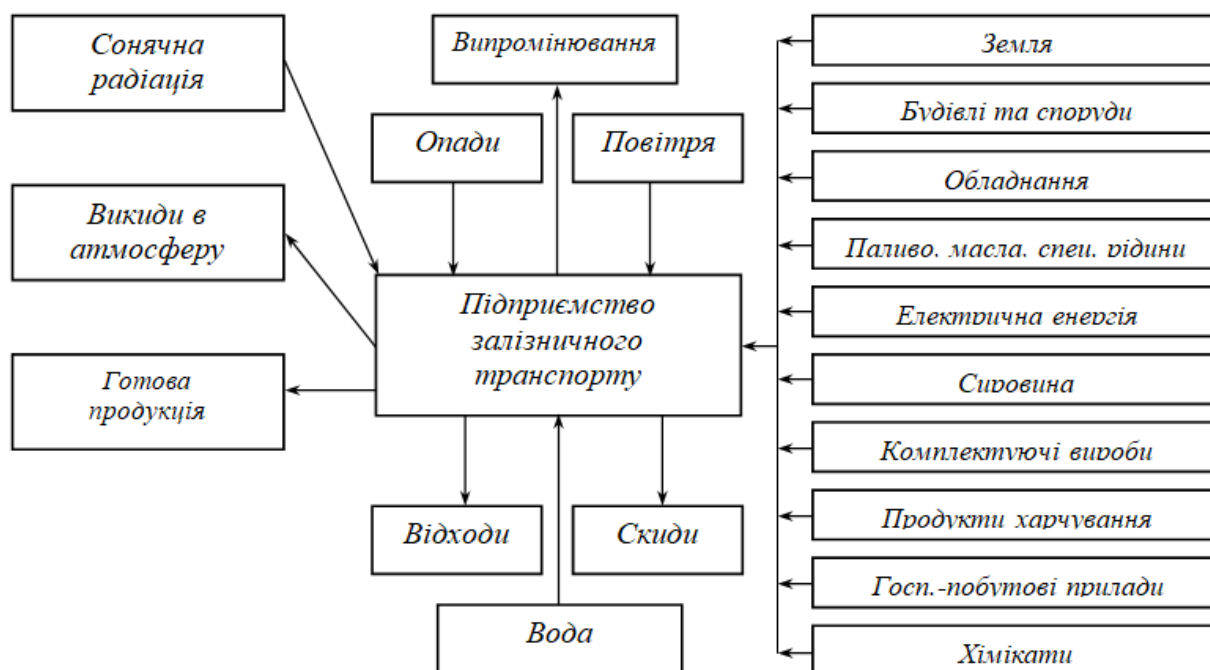 Сонячна
радіація
Випромінювання
Земля
Опади
Повітря
Будівлі та споруди
Обладнання
Викиди в
атмосферу
Паливо, масла, спец. рідини
Підприємство
залізничного
транспорту
Електрична енергія
Готова
продукція
Сировина
Комплектуючі вироби
Відходи
Скиди
Продукти харчування
Госп.-побутові прилади
Вода
Хімікати